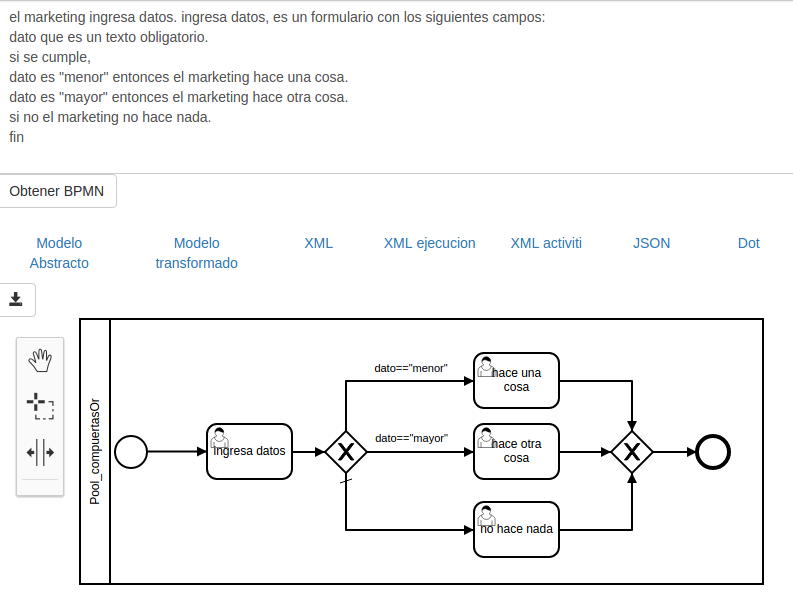 el marketing ingresa datos. ingresa datos, es un formulario con los siguientes campos:
dato que es un texto obligatorio.
si se cumple,
dato es "menor" entonces el marketing hace una cosa.
dato es "mayor" entonces el marketing hace otra cosa.
si no el marketing no hace nada.
fin
Obtener BPMN
Modelo
Abstracto
Modelo
transformado
XML
XML ejecucion
XML activiti
JSON
Dot
Pool_compuertasOr
ingresa datos
dato=="menor"
hace una
cosa
dato=="mayor"
hace otra
cosa
no hace nada